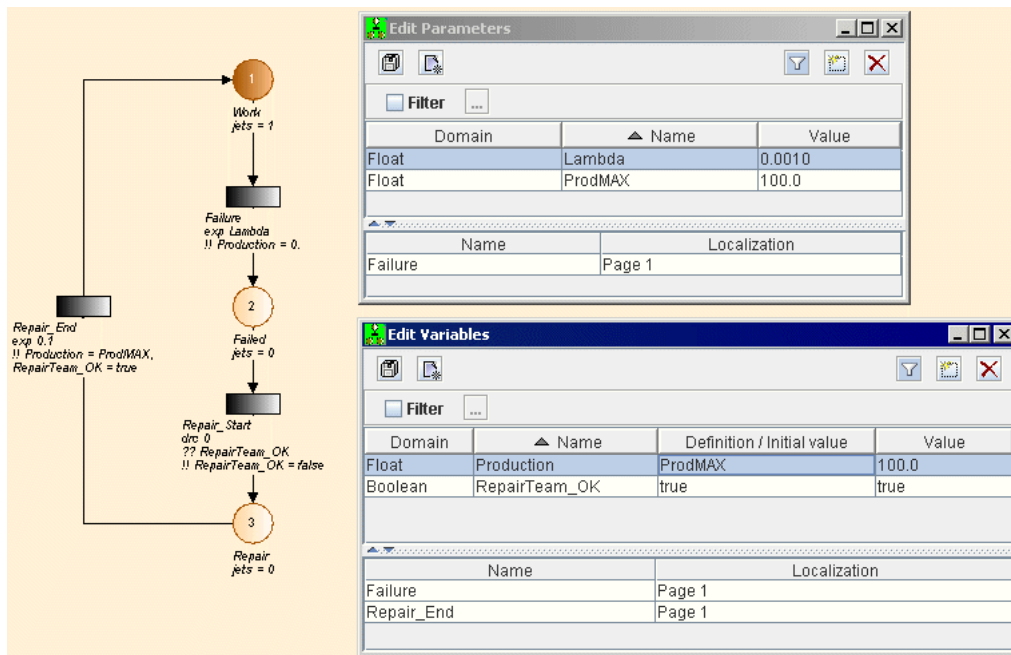 1
Work
jets = 1
Failure
exp Lambda
!! Production = 0.
2
Failed
jets = 0
Repair_End
exp 0.1
!! Production = ProdMAX,
RepairTeam_OK = true
Repair_Start
drc 0
?? RepairTeam_OK
!! RepairTeam_OK = false
3
Repair
jets = 0
Edit Parameters
Filter ...
Domain Name Value
Float Lambda 0.0010
Float ProdMAX 100.0
Name Localization
Failure Page 1
Edit Variables
Filter ...
Domain Name Definition / Initial value Value
Float Production ProdMAX 100.0
Boolean RepairTeam_OK true true
Name Localization
Failure Page 1
Repair_End Page 1